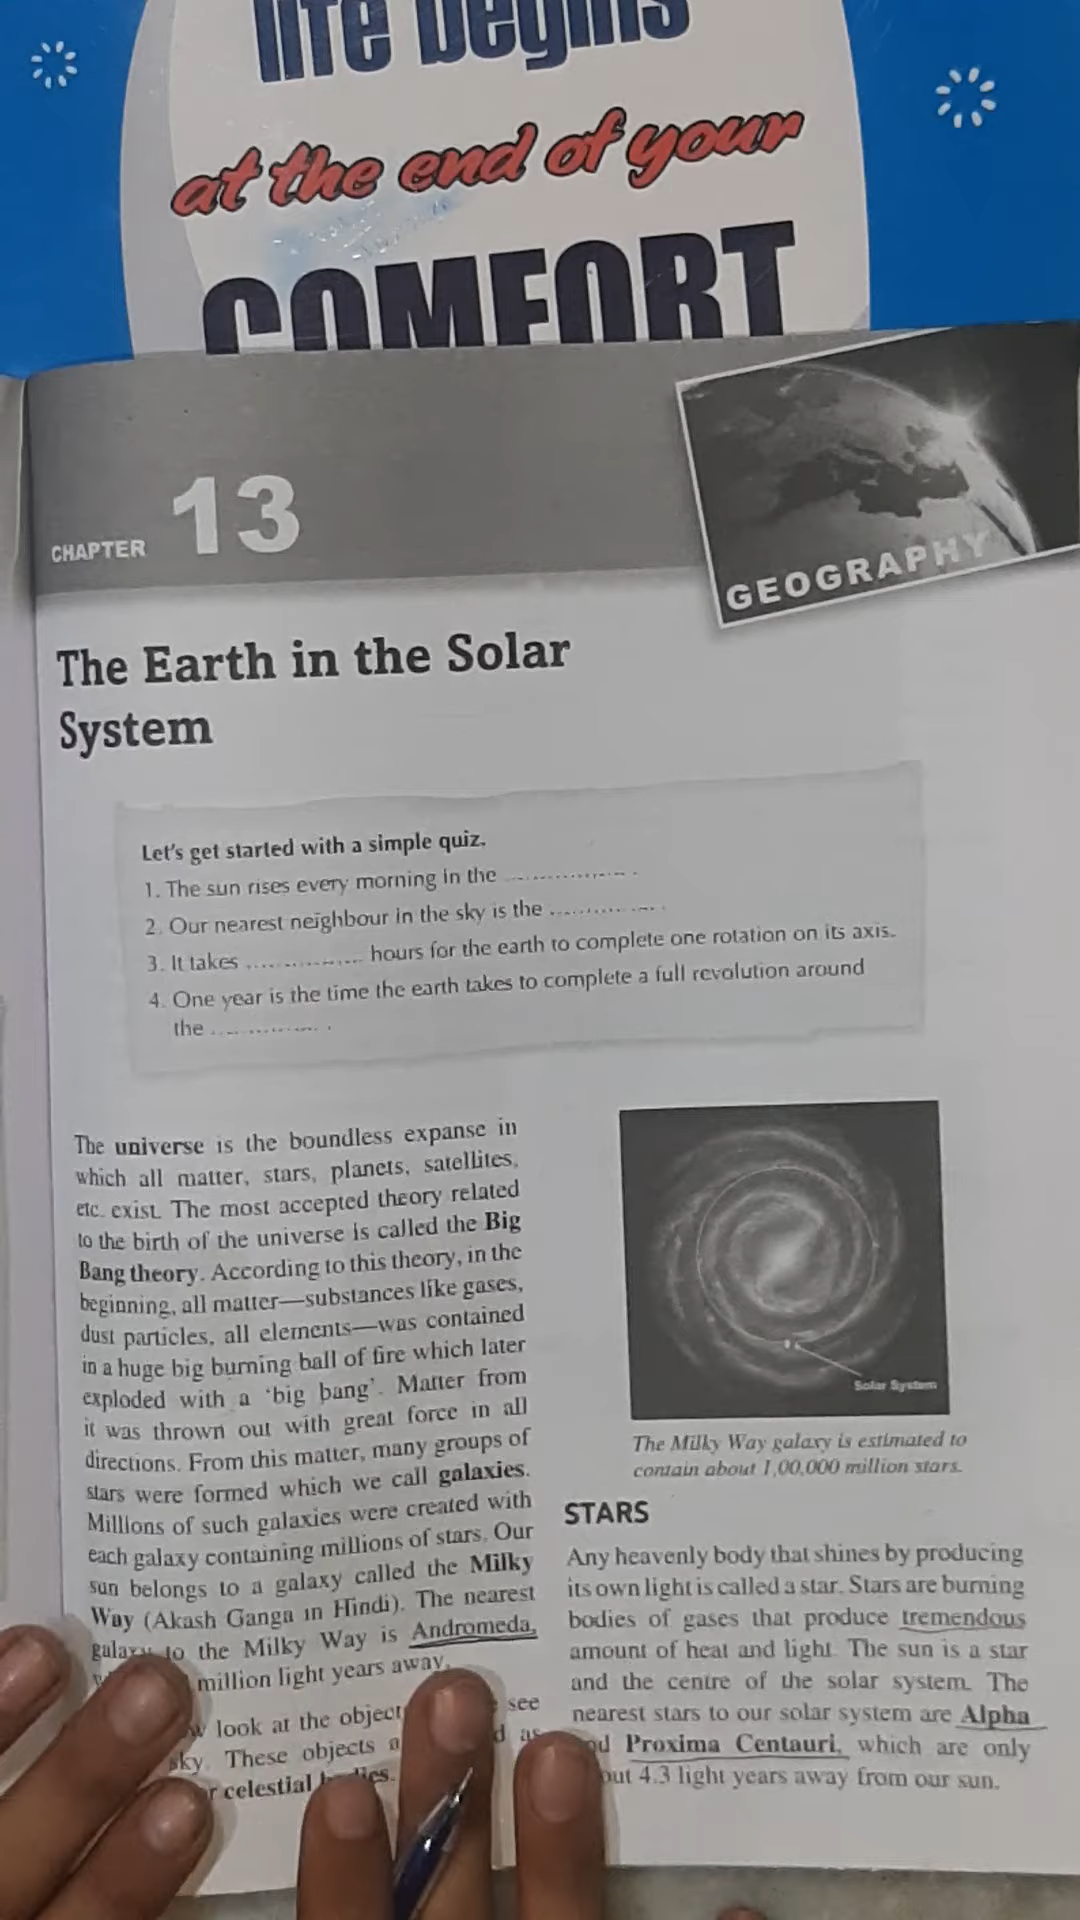 life begins
at the end of your
COMFORT
CHAPTER 13
GEOGRAPHY
The Earth in the Solar
System
Let's get started with a simple quiz.
1. The sun rises every morning in the ................ .
2. Our nearest neighbour in the sky is the ............... .
3. It takes ................ hours for the earth to complete one rotation on its axis.
4. One year is the time the earth takes to complete a full revolution around
the ............... .
The universe is the boundless expanse in
which all matter, stars, planets, satellites,
etc. exist. The most accepted theory related
to the birth of the universe is called the Big
Bang theory. According to this theory, in the
beginning, all matter—substances like gases,
dust particles, all elements—was contained
in a huge big burning ball of fire which later
exploded with a 'big bang'. Matter from
it was thrown out with great force in all
directions. From this matter, many groups of
stars were formed which we call galaxies.
Millions of such galaxies were created with
each galaxy containing millions of stars. Our
sun belongs to a galaxy called the Milky
Way (Akash Ganga in Hindi). The nearest
galaxy to the Milky Way is Andromeda,
million light years away.
look at the object see
sky. These objects as
celestial bodies.
Solar System
The Milky Way galaxy is estimated to
contain about 1,00,000 million stars.
STARS
Any heavenly body that shines by producing
its own light is called a star. Stars are burning
bodies of gases that produce tremendous
amount of heat and light. The sun is a star
and the centre of the solar system. The
nearest stars to our solar system are Alpha
Proxima Centauri, which are only
4.3 light years away from our sun.